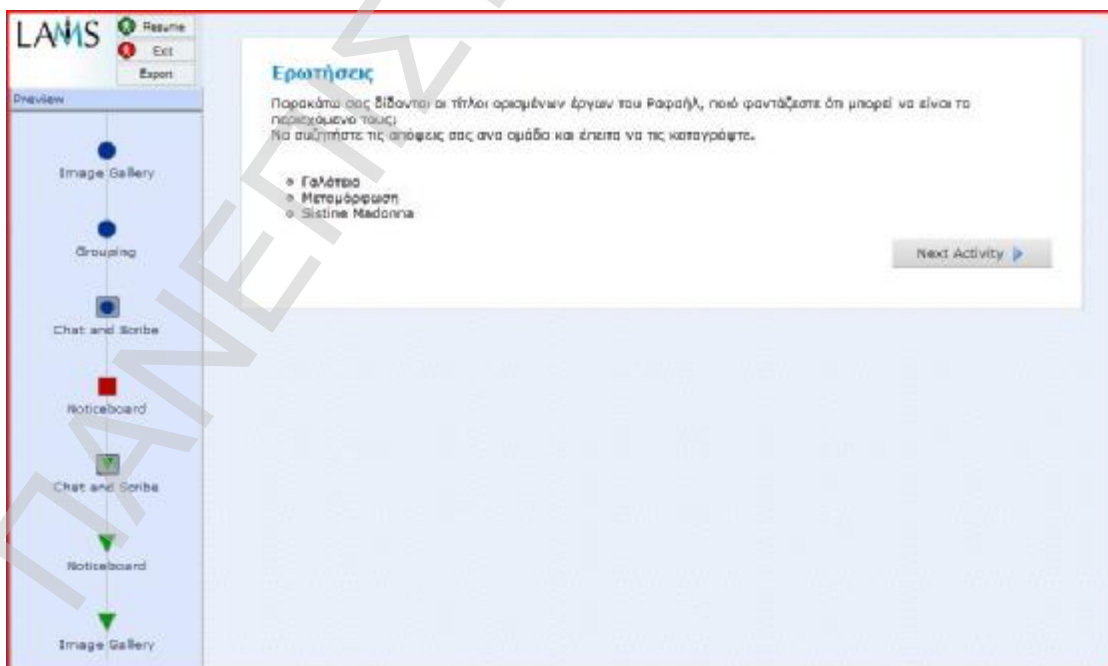 LAMS
Resume
Exit
Export
Preview
Image Gallery
Grouping
Chat and Scribe
Noticeboard
Chat and Scribe
Noticeboard
Image Gallery
Ερωτήσεις
Παρακάτω σας δίδονται οι τίτλοι ορισμένων έργων του Ραφαήλ, ποιό φαντάζεστε ότι μπορεί να είναι το
περιεχόμενο τους;
Να συζητήστε τις απόψεις σας ανα ομάδα και έπειτα να τις καταγράψτε.
Γαλάτεια
Μεταμόρφωση
Sistine Madonna
Next Activity
ΠΑΝΕΠΙΣ